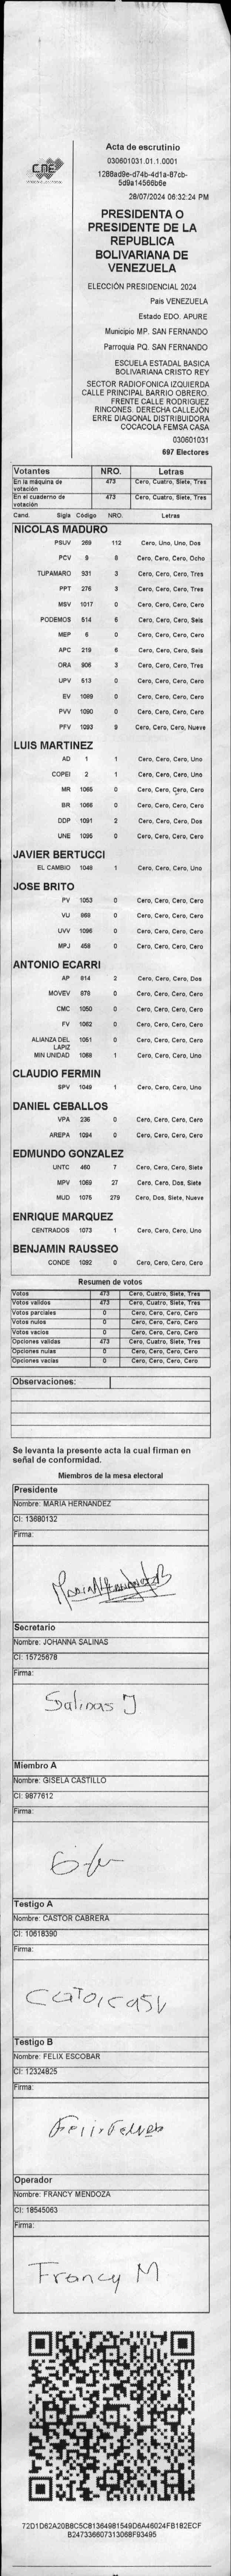 CNE
Acta de escrutinio
030601031.01.1.0001
1288ad9e-d74b-4d1a-87cb-
5d9a14566b6e
28/07/2024 06:32:24 PM
PRESIDENTA O
PRESIDENTE DE LA
REPUBLICA
BOLIVARIANA DE
VENEZUELA
ELECCIÓN PRESIDENCIAL 2024
País VENEZUELA
Estado EDO. APURE
Municipio MP. SAN FERNANDO
Parroquia PQ. SAN FERNANDO
ESCUELA ESTADAL BASICA
BOLIVARIANA CRISTO REY
SECTOR RADIOFONICA IZQUIERDA
CALLE PRINCIPAL BARRIO OBRERO.
FRENTE CALLE RODRIGUEZ
RINCONES. DERECHA CALLEJÓN
ERRE DIAGONAL DISTRIBUIDORA
COCACOLA FEMSA CASA
030601031
697 Electores
Votantes NRO. Letras
En la máquina de votación 473 Cero, Cuatro, Siete, Tres
En el cuaderno de votación 473 Cero, Cuatro, Siete, Tres
Cand. Sigla Código NRO. Letras
NICOLAS MADURO
PSUV 269 112 Cero, Uno, Uno, Dos
PCV 9 8 Cero, Cero, Cero, Ocho
TUPAMARO 931 3 Cero, Cero, Cero, Tres
PPT 276 3 Cero, Cero, Cero, Tres
MSV 1017 0 Cero, Cero, Cero, Cero
PODEMOS 514 6 Cero, Cero, Cero, Seis
MEP 6 0 Cero, Cero, Cero, Cero
APC 219 6 Cero, Cero, Cero, Seis
ORA 906 3 Cero, Cero, Cero, Tres
UPV 513 0 Cero, Cero, Cero, Cero
EV 1089 0 Cero, Cero, Cero, Cero
PVV 1090 0 Cero, Cero, Cero, Cero
PFV 1093 9 Cero, Cero, Cero, Nueve
LUIS MARTINEZ
AD 1 1 Cero, Cero, Cero, Uno
COPEI 2 1 Cero, Cero, Cero, Uno
MR 1065 0 Cero, Cero, Cero, Cero
BR 1066 0 Cero, Cero, Cero, Cero
DDP 1091 2 Cero, Cero, Cero, Dos
UNE 1095 0 Cero, Cero, Cero, Cero
JAVIER BERTUCCI
EL CAMBIO 1048 1 Cero, Cero, Cero, Uno
JOSE BRITO
PV 1053 0 Cero, Cero, Cero, Cero
VU 868 0 Cero, Cero, Cero, Cero
UVV 1096 0 Cero, Cero, Cero, Cero
MPJ 458 0 Cero, Cero, Cero, Cero
ANTONIO ECARRI
AP 814 2 Cero, Cero, Cero, Dos
MOVEV 879 0 Cero, Cero, Cero, Cero
CMC 1050 0 Cero, Cero, Cero, Cero
FV 1062 0 Cero, Cero, Cero, Cero
ALIANZA DEL LAPIZ 1051 0 Cero, Cero, Cero, Cero
MIN UNIDAD 1068 1 Cero, Cero, Cero, Uno
CLAUDIO FERMIN
SPV 1049 1 Cero, Cero, Cero, Uno
DANIEL CEBALLOS
VPA 236 0 Cero, Cero, Cero, Cero
AREPA 1094 0 Cero, Cero, Cero, Cero
EDMUNDO GONZALEZ
UNTC 460 7 Cero, Cero, Cero, Siete
MPV 1069 27 Cero, Cero, Dos, Siete
MUD 1075 279 Cero, Dos, Siete, Nueve
ENRIQUE MARQUEZ
CENTRADOS 1073 1 Cero, Cero, Cero, Uno
BENJAMIN RAUSSEO
CONDE 1092 0 Cero, Cero, Cero, Cero
Resumen de votos
Votos 473 Cero, Cuatro, Siete, Tres
Votos validos 473 Cero, Cuatro, Siete, Tres
Votos parciales 0 Cero, Cero, Cero, Cero
Votos nulos 0 Cero, Cero, Cero, Cero
Votos vacios 0 Cero, Cero, Cero, Cero
Opciones validas 473 Cero, Cuatro, Siete, Tres
Opciones nulas 0 Cero, Cero, Cero, Cero
Opciones vacias 0 Cero, Cero, Cero, Cero
Observaciones:
Se levanta la presente acta la cual firman en
señal de conformidad.
Miembros de la mesa electoral
Presidente
Nombre: MARIA HERNANDEZ
CI: 13680132
Firma:
Secretario
Nombre: JOHANNA SALINAS
CI: 15725678
Firma:
Salinas J
Miembro A
Nombre: GISELA CASTILLO
CI: 9877612
Firma:
Testigo A
Nombre: CASTOR CABRERA
CI: 10618390
Firma:
Testigo B
Nombre: FELIX ESCOBAR
CI: 12324825
Firma:
Operador
Nombre: FRANCY MENDOZA
CI: 18545063
Firma:
Francy M
72D1D62A20B8C5C81364981549D6A46024FB182ECF
B247336607313068F93495